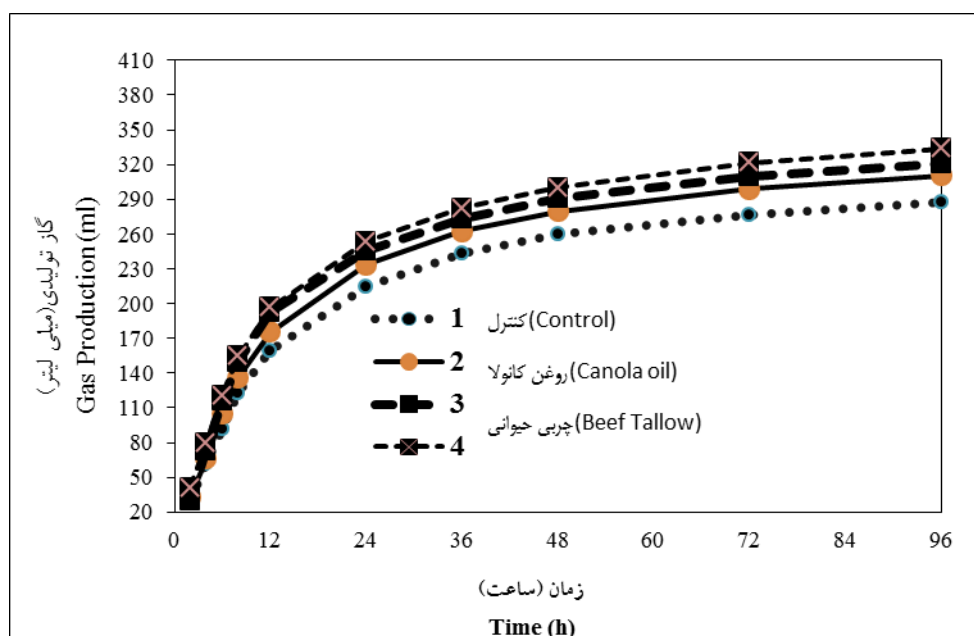 410
380
350
320
290
260
230
200
170
140
110
80
50
20
گاز تولیدی(میلی لیتر)
Gas Production (ml)
1 کنترل(Control)
2 روغن کانولا(Canola oil)
3 چربی حیوانی(Beef Tallow)
4
0 12 24 36 48 60 72 84 96
زمان (ساعت)
Time (h)